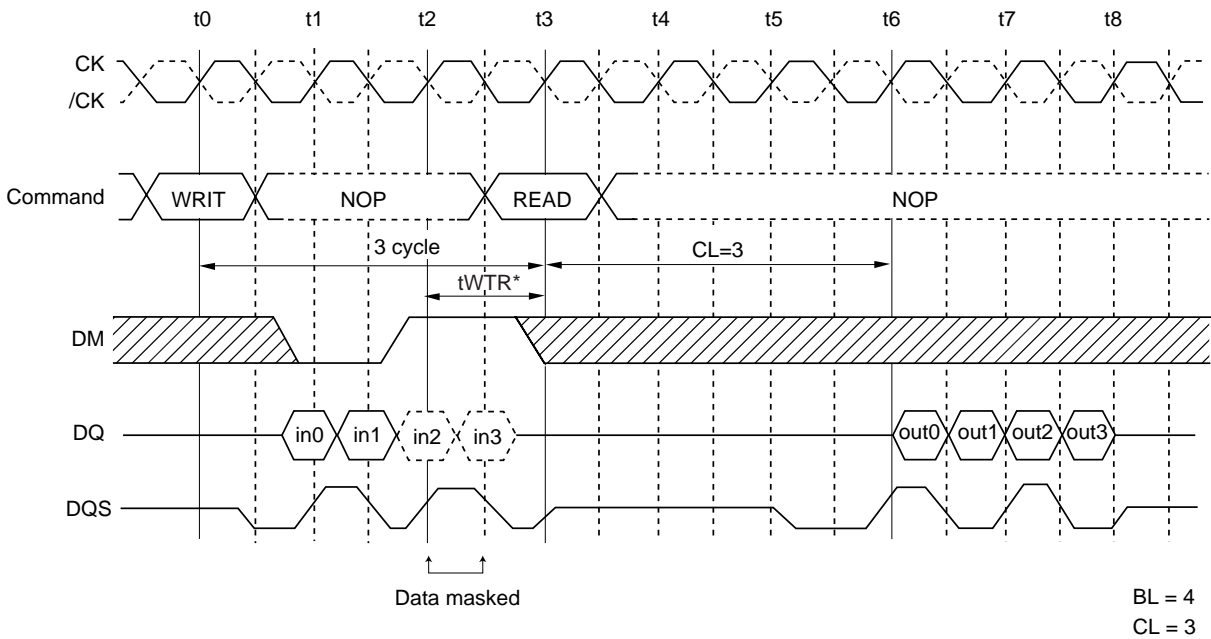 t0 t1 t2 t3 t4 t5 t6 t7 t8
CK
/CK
Command WRIT NOP READ NOP
3 cycle CL=3
tWTR*
DM
DQ in0 in1 in2 in3 out0 out1 out2 out3
DQS
Data masked
BL = 4
CL = 3